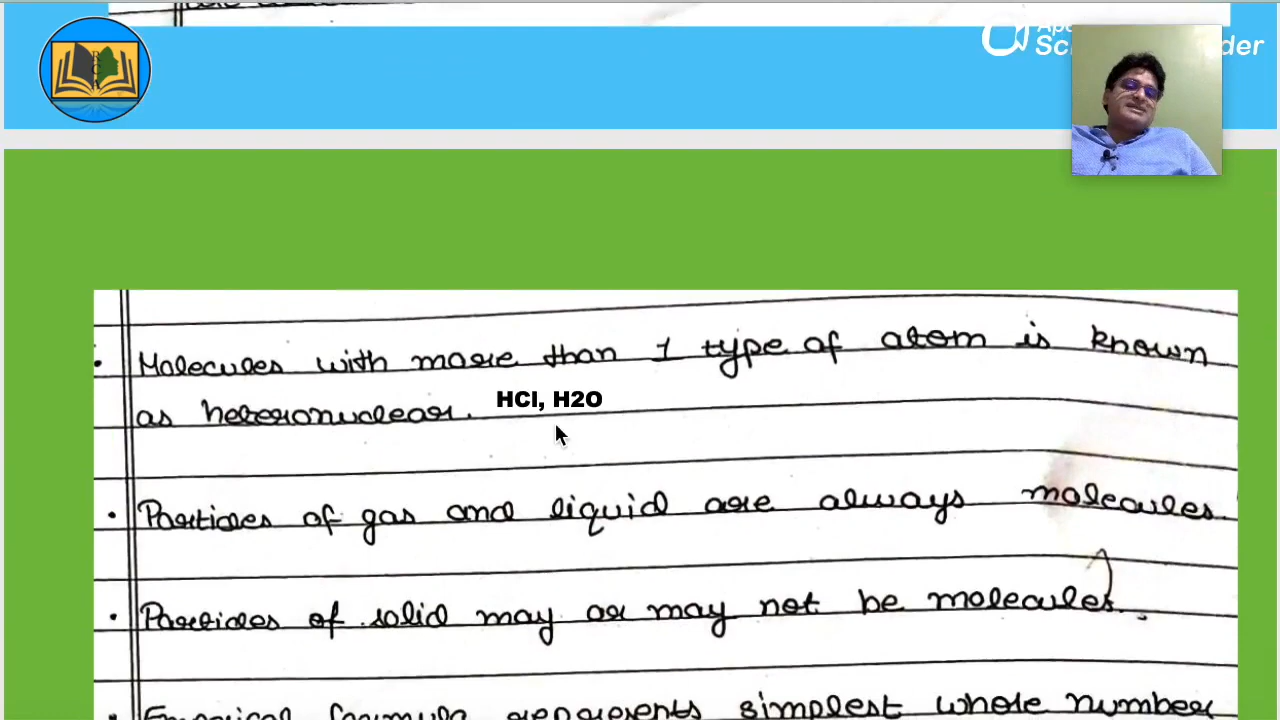 • Molecules with more than 1 type of atom is known
as heteronuclear. HCl, H2O
• Particles of gas and liquid are always molecules.
• Particles of solid may or may not be molecules.
• Empirical formula represents simplest whole number